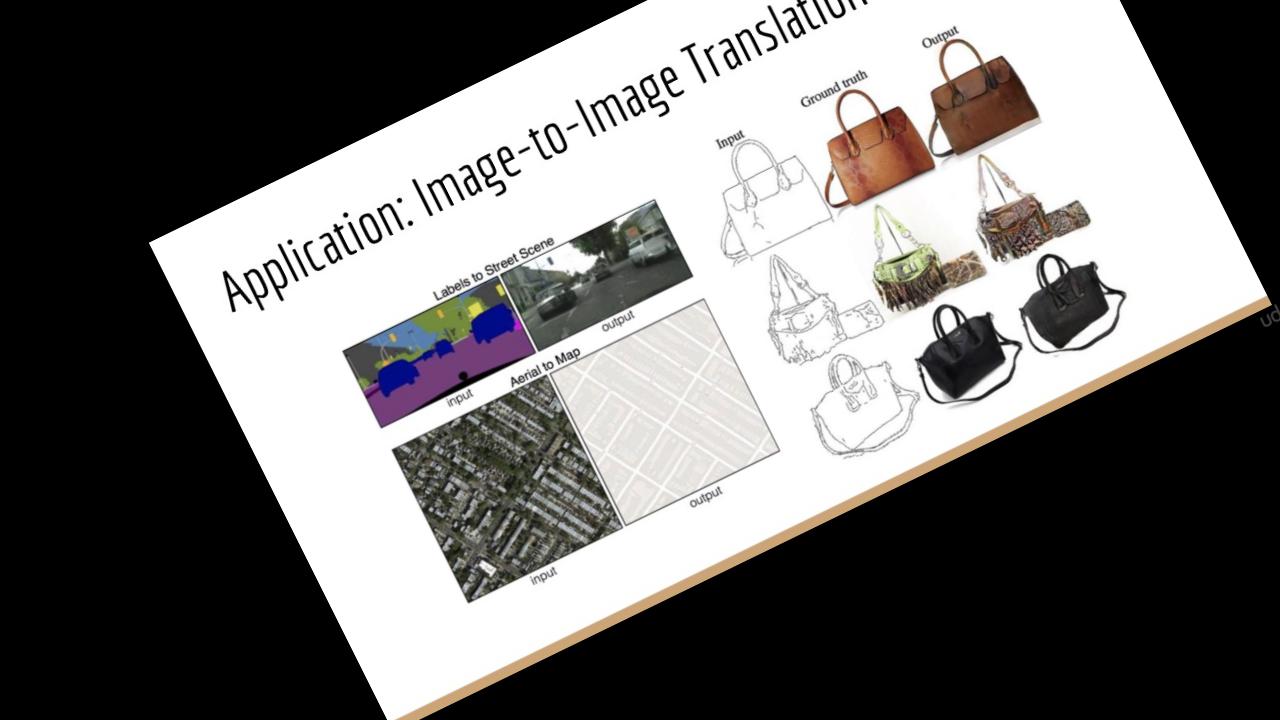 Application: Image-to-Image Translation
Labels to Street Scene
input
output
Aerial to Map
input
output
Input
Ground truth
Output